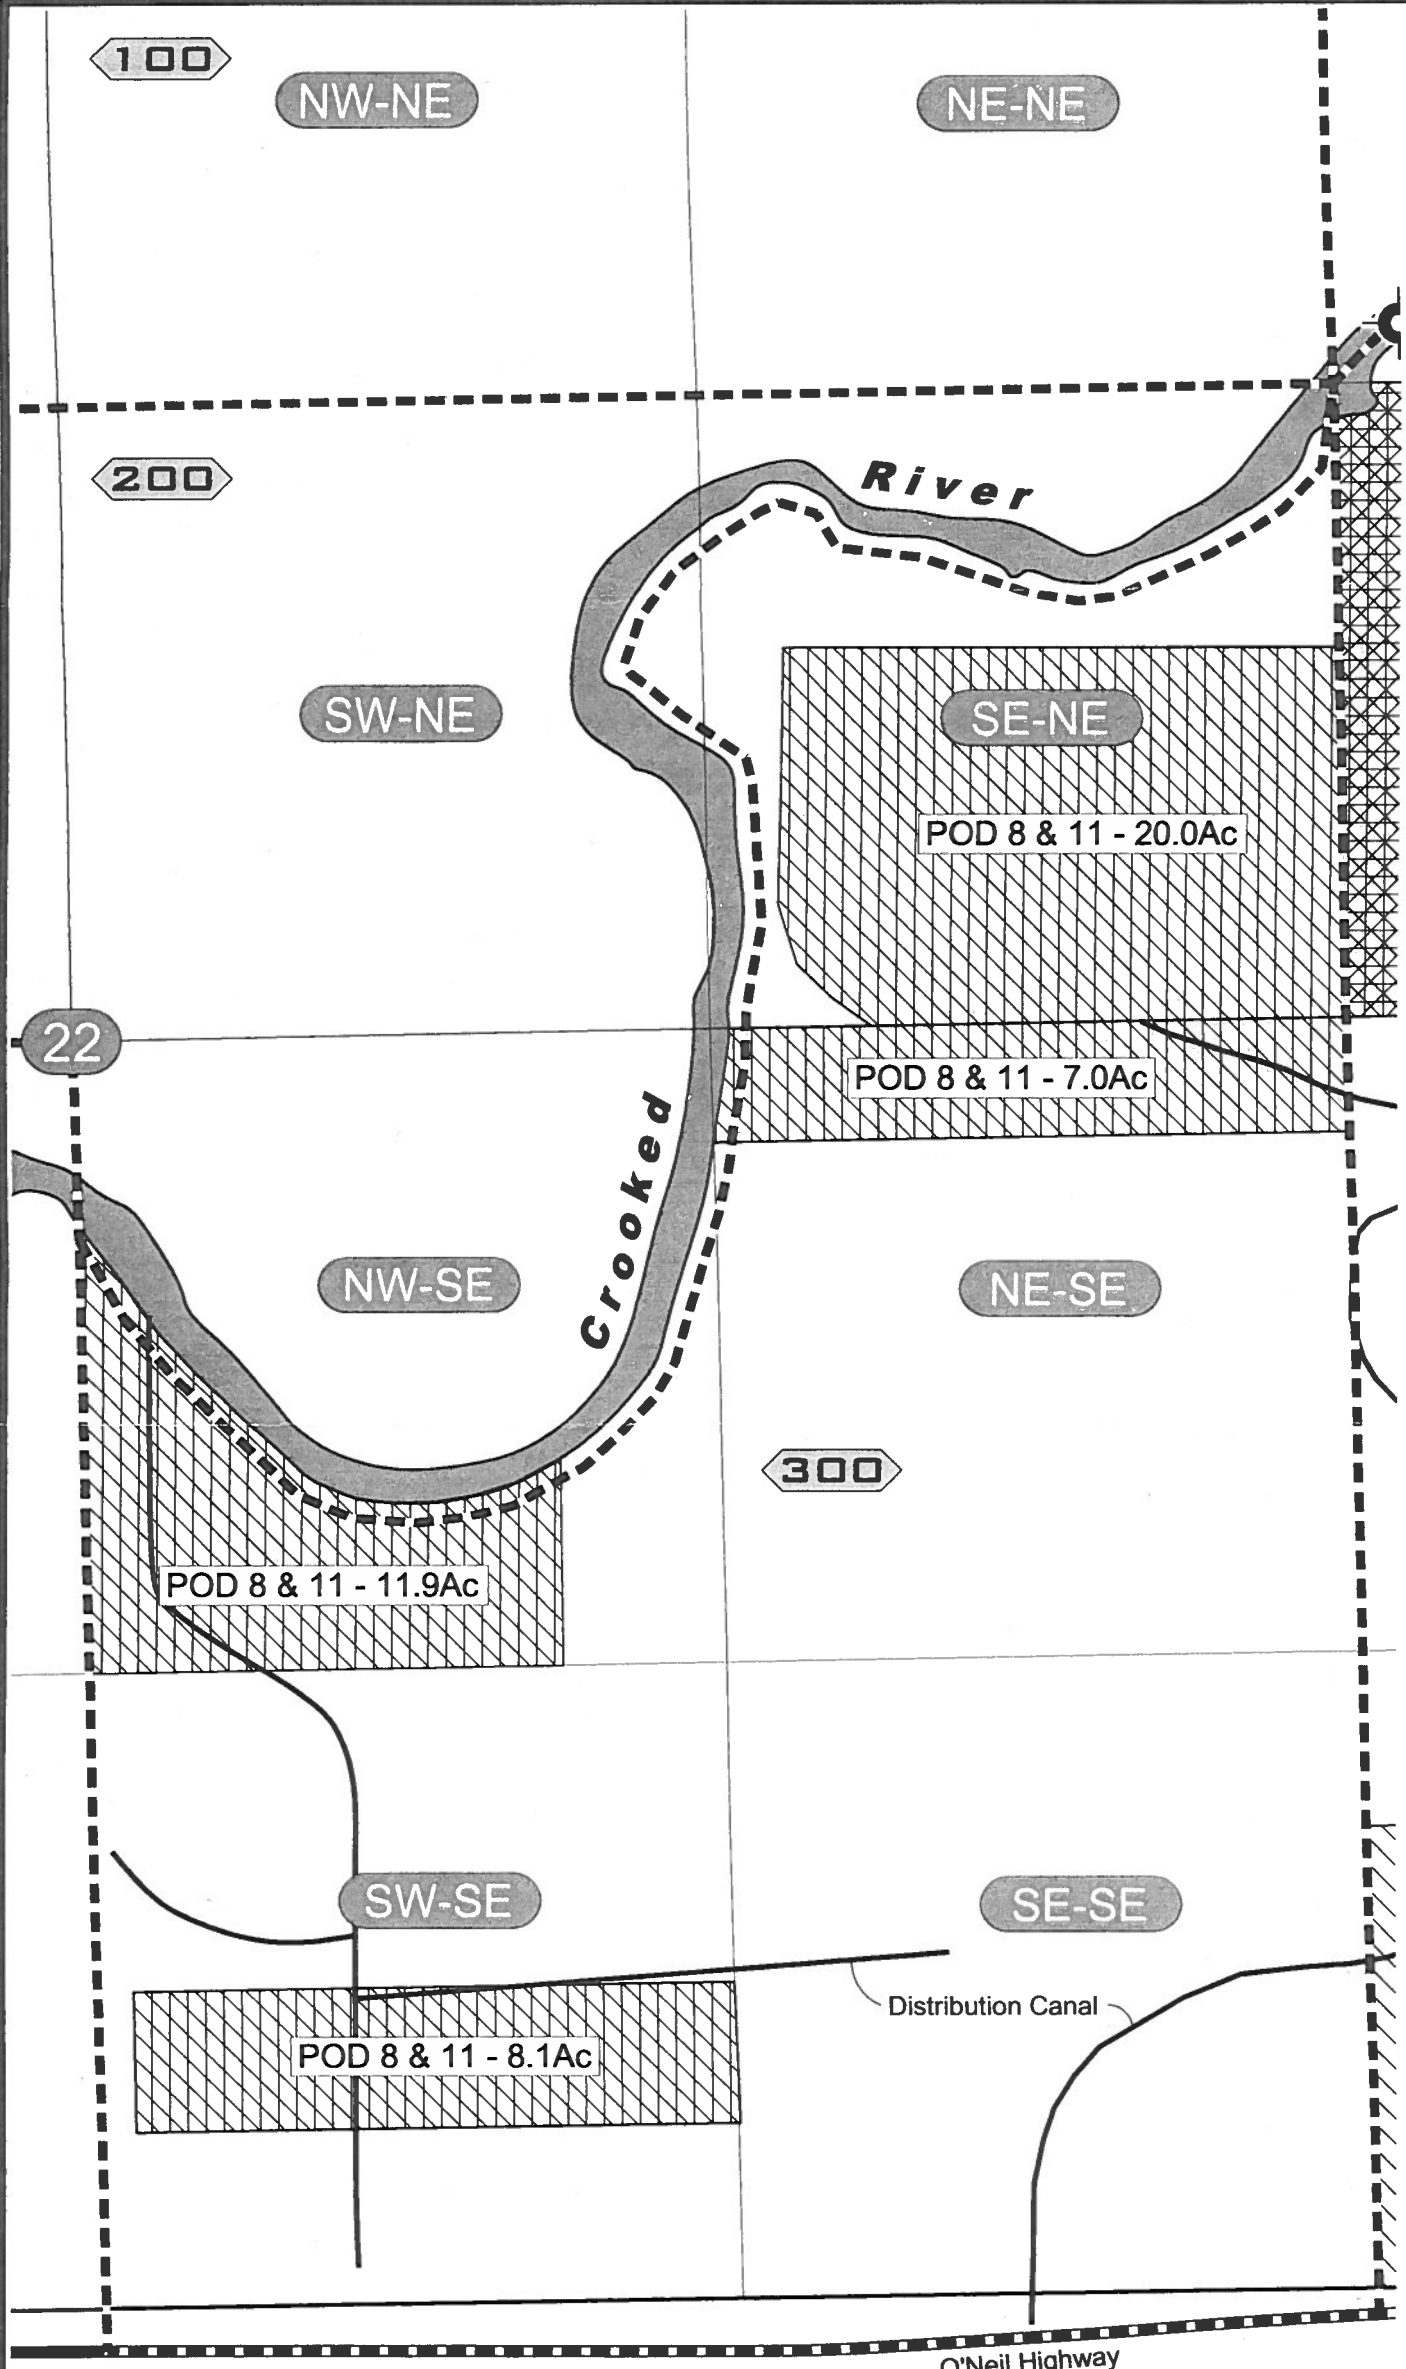 100
NW-NE
NE-NE
200
River
SW-NE
SE-NE
POD 8 & 11 - 20.0Ac
22
POD 8 & 11 - 7.0Ac
Crooked
NW-SE
NE-SE
300
POD 8 & 11 - 11.9Ac
SW-SE
SE-SE
Distribution Canal
POD 8 & 11 - 8.1Ac
O'Neil Highway